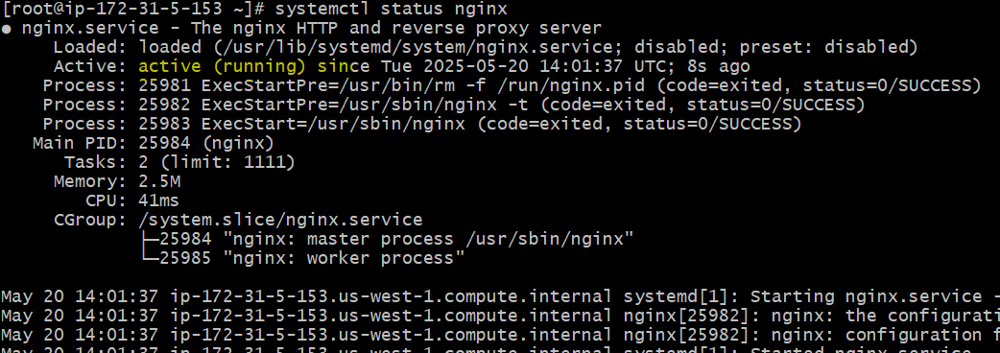 [root@ip-172-31-5-153 ~]# systemctl status nginx
● nginx.service - The nginx HTTP and reverse proxy server
     Loaded: loaded (/usr/lib/systemd/system/nginx.service; disabled; preset: disabled)
     Active: active (running) since Tue 2025-05-20 14:01:37 UTC; 8s ago
    Process: 25981 ExecStartPre=/usr/bin/rm -f /run/nginx.pid (code=exited, status=0/SUCCESS)
    Process: 25982 ExecStartPre=/usr/sbin/nginx -t (code=exited, status=0/SUCCESS)
    Process: 25983 ExecStart=/usr/sbin/nginx (code=exited, status=0/SUCCESS)
   Main PID: 25984 (nginx)
      Tasks: 2 (limit: 1111)
     Memory: 2.5M
        CPU: 41ms
     CGroup: /system.slice/nginx.service
             ├─25984 "nginx: master process /usr/sbin/nginx"
             └─25985 "nginx: worker process"

May 20 14:01:37 ip-172-31-5-153.us-west-1.compute.internal systemd[1]: Starting nginx.service -
May 20 14:01:37 ip-172-31-5-153.us-west-1.compute.internal nginx[25982]: nginx: the configurati
May 20 14:01:37 ip-172-31-5-153.us-west-1.compute.internal nginx[25982]: nginx: configuration f
May 20 14:01:37 ip-172-31-5-153.us-west-1.compute.internal systemd[1]: Started nginx.service